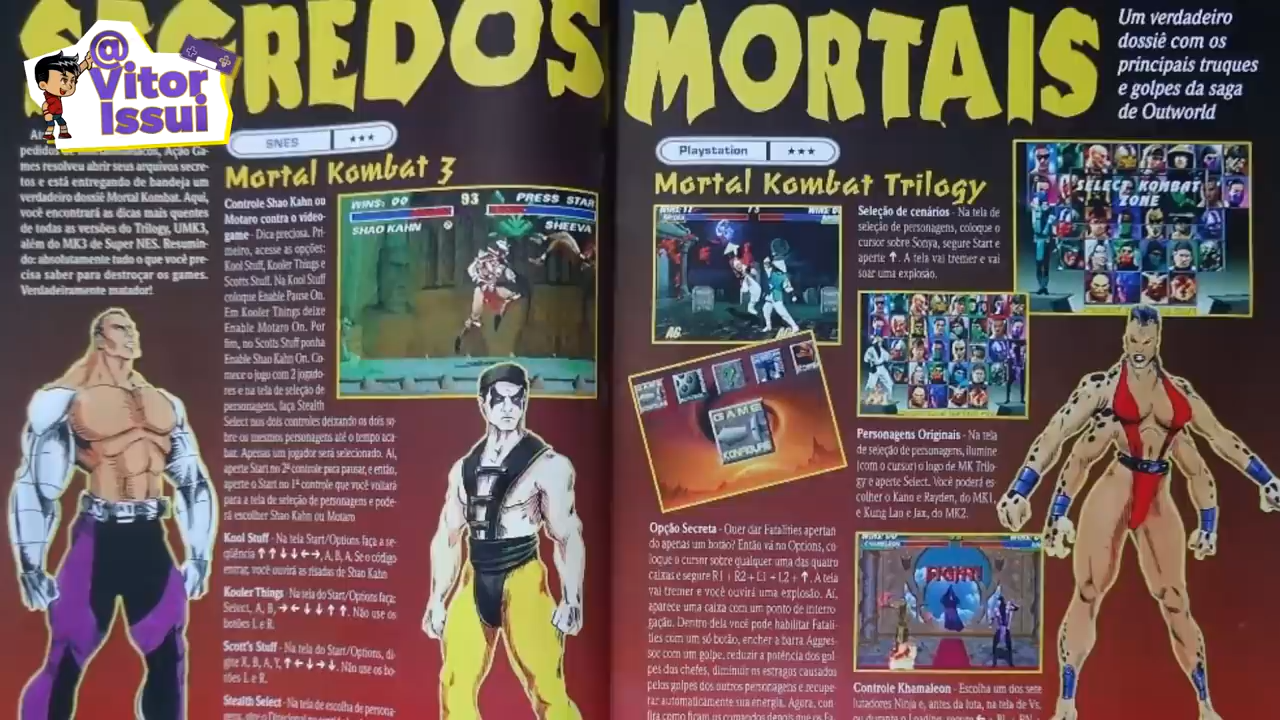 SEGREDOS MORTAIS
@
Vitor
Issui
Um verdadeiro
dossiê com os
principais truques
e golpes da saga
de Outworld
pedidos de
mes resolveu abrir seus arquivos secre-
tos e está entregando de bandeja um
verdadeiro dossiê Mortal Kombat. Aqui,
você encontrará as dicas mais quentes
de todas as versões do Trilogy, UMK3,
além do MK3 de Super NES. Resumin-
do: absolutamente tudo o que você pre-
cisa saber para destroçar os games.
Verdadeiramente matador!
SNES ★★★
Mortal Kombat 3
Controle Shao Kahn ou
Motaro contra o vídeo-
game - Dica preciosa. Pri-
meiro, acesse as opções:
Kool Stuff, Kooler Things e
Scotts Stuff. Na Kool Stuff
coloque Enable Pause On.
Em Kooler Things deixe
Enable Motaro On. Por
fim, no Scotts Stuff ponha
Enable Shao Kahn On. Co-
mece o jogo com 2 jogado-
res e na tela de seleção de
personagens, faça Stealth
Select nos dois controles deixando os dois so-
bre os mesmos personagens até o tempo aca-
bar. Apenas um jogador será selecionado. Aí,
aperte Start no 2º controle para pausar, e então,
aperte o Start no 1º controle que você voltará
para a tela de seleção de personagens e pode-
rá escolher Shao Kahn ou Motaro
Kool Stuff - Na tela Start/Options faça a se-
qüência ↑↑↓↓←→, A, B, A. Se o código
entrar, você ouvirá as risadas de Shao Kahn
Kooler Things - Na tela do Start/Options faça:
Select, A, B, →←↓↓↑↑. Não use os
botões L e R.
Scott's Stuff - Na tela do Start/Options, di-
gite X, B, A, Y, ↑←↓→↓. Não use os bo-
tões L e R.
Stealth Select - Na tela de escolha de persona-
WINS: 00 93 PRESS STAR
SHAO KAHN SHEEVA
Playstation ★★★
Mortal Kombat Trilogy
Seleção de cenários - Na tela de
seleção de personagens, coloque o
cursor sobre Sonya, segure Start e
aperte ↑. A tela vai tremer e vai
soar uma explosão.
SELECT KOMBAT
ZONE
GAME
CONFIGURE
Personagens Originais - Na tela
de seleção de personagens, ilumine
(com o cursor) o logo de MK Trilo-
gy e aperte Select. Você poderá es-
colher o Kano e Rayden, do MK1,
e Kung Lao e Jax, do MK2.
Opção Secreta - Quer dar Fatalities apertan-
do apenas um botão? Então vá no Options, co-
loque o cursor sobre qualquer uma das quatro
caixas e segure R1 + R2 + L1 + L2 + ↑. A tela
vai tremer e você ouvirá uma explosão. Aí,
aparece uma caixa com um ponto de interro-
gação. Dentro dela você pode habilitar Fatali-
ties com um só botão, encher a barra Aggres-
sor com um golpe, reduzir a potência dos gol-
pes dos chefes, diminuir os estragos causados
pelos golpes dos outros personagens e recupe-
rar automaticamente sua energia. Agora, con-
fira como ficam os comandos depois que os Fa-
FIGHT!
Controle Khamaleon - Escolha um dos sete
lutadores Ninja e, antes da luta, na tela de Vs,